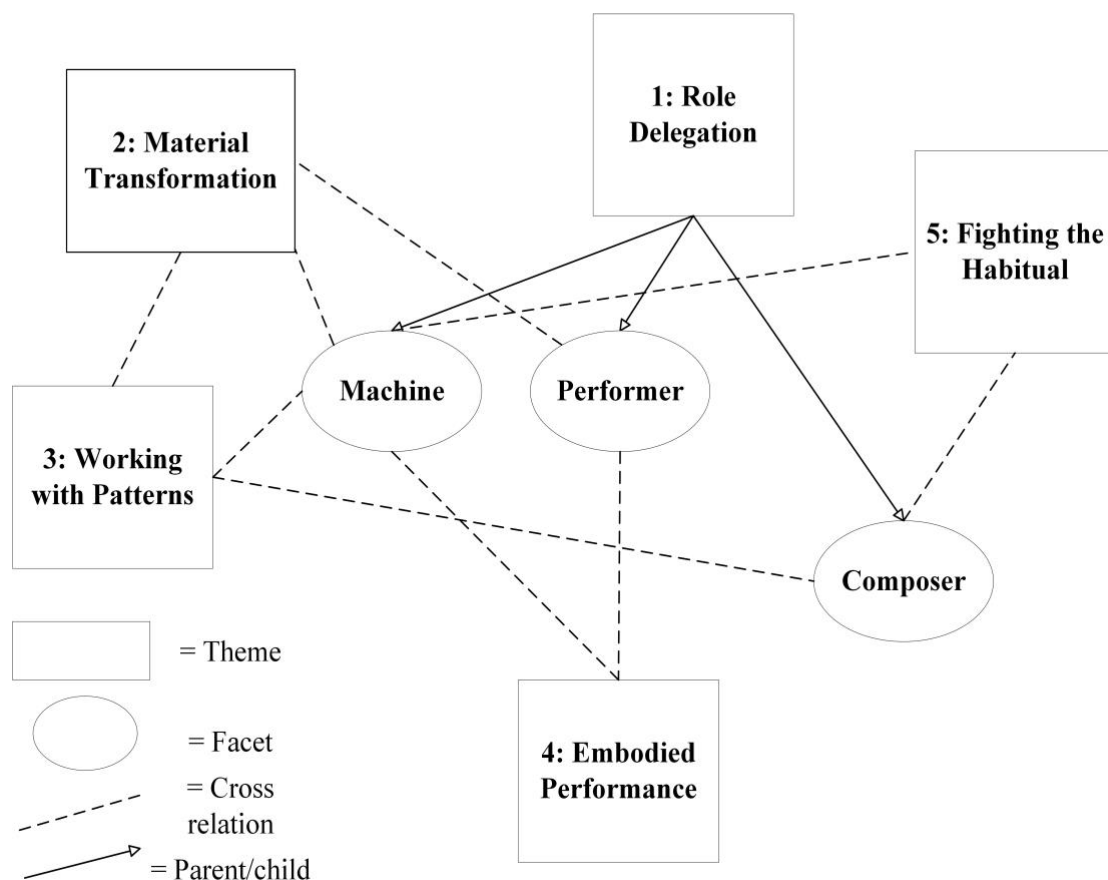 1: Role
Delegation
2: Material
Transformation
5: Fighting the
Habitual
Machine
Performer
3: Working
with Patterns
Composer
4: Embodied
Performance
= Theme
= Facet
= Cross
relation
= Parent/child